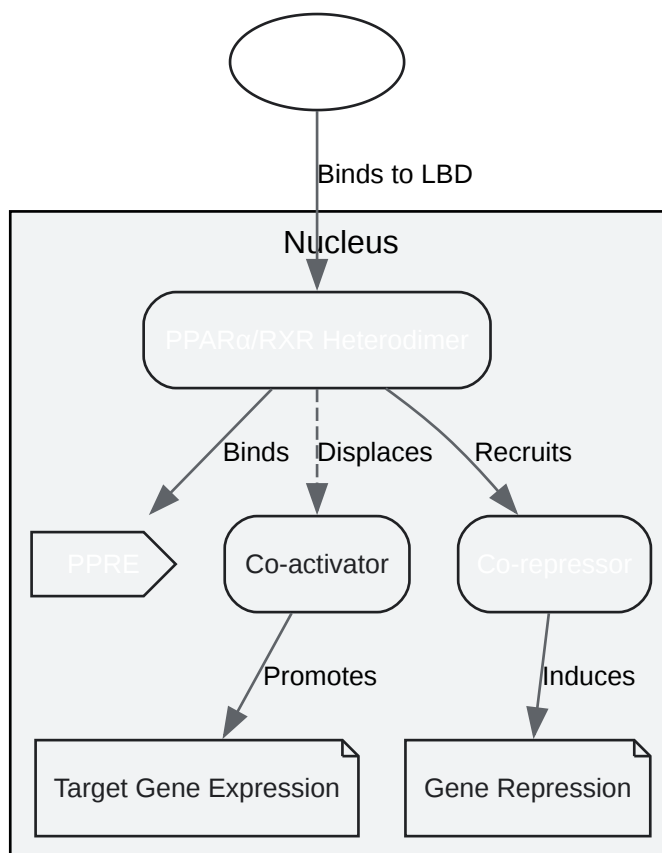 Binds to LBD
Nucleus
PPARα/RXR Heterodimer
Binds
Displaces
Recruits
PPRE
Co-activator
Co-repressor
Promotes
Induces
Target Gene Expression
Gene Repression